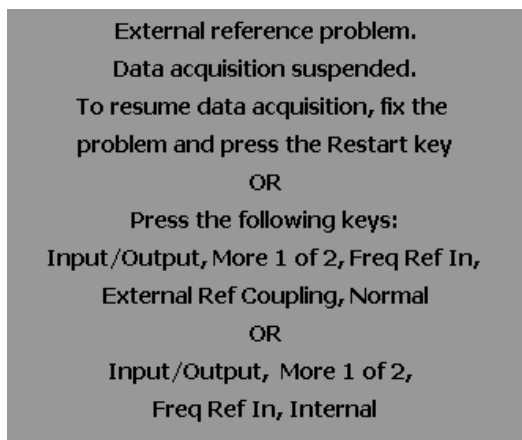 External reference problem.
Data acquisition suspended.
To resume data acquisition, fix the
problem and press the Restart key
OR
Press the following keys:
Input/Output, More 1 of 2, Freq Ref In,
External Ref Coupling, Normal
OR
Input/Output, More 1 of 2,
Freq Ref In, Internal